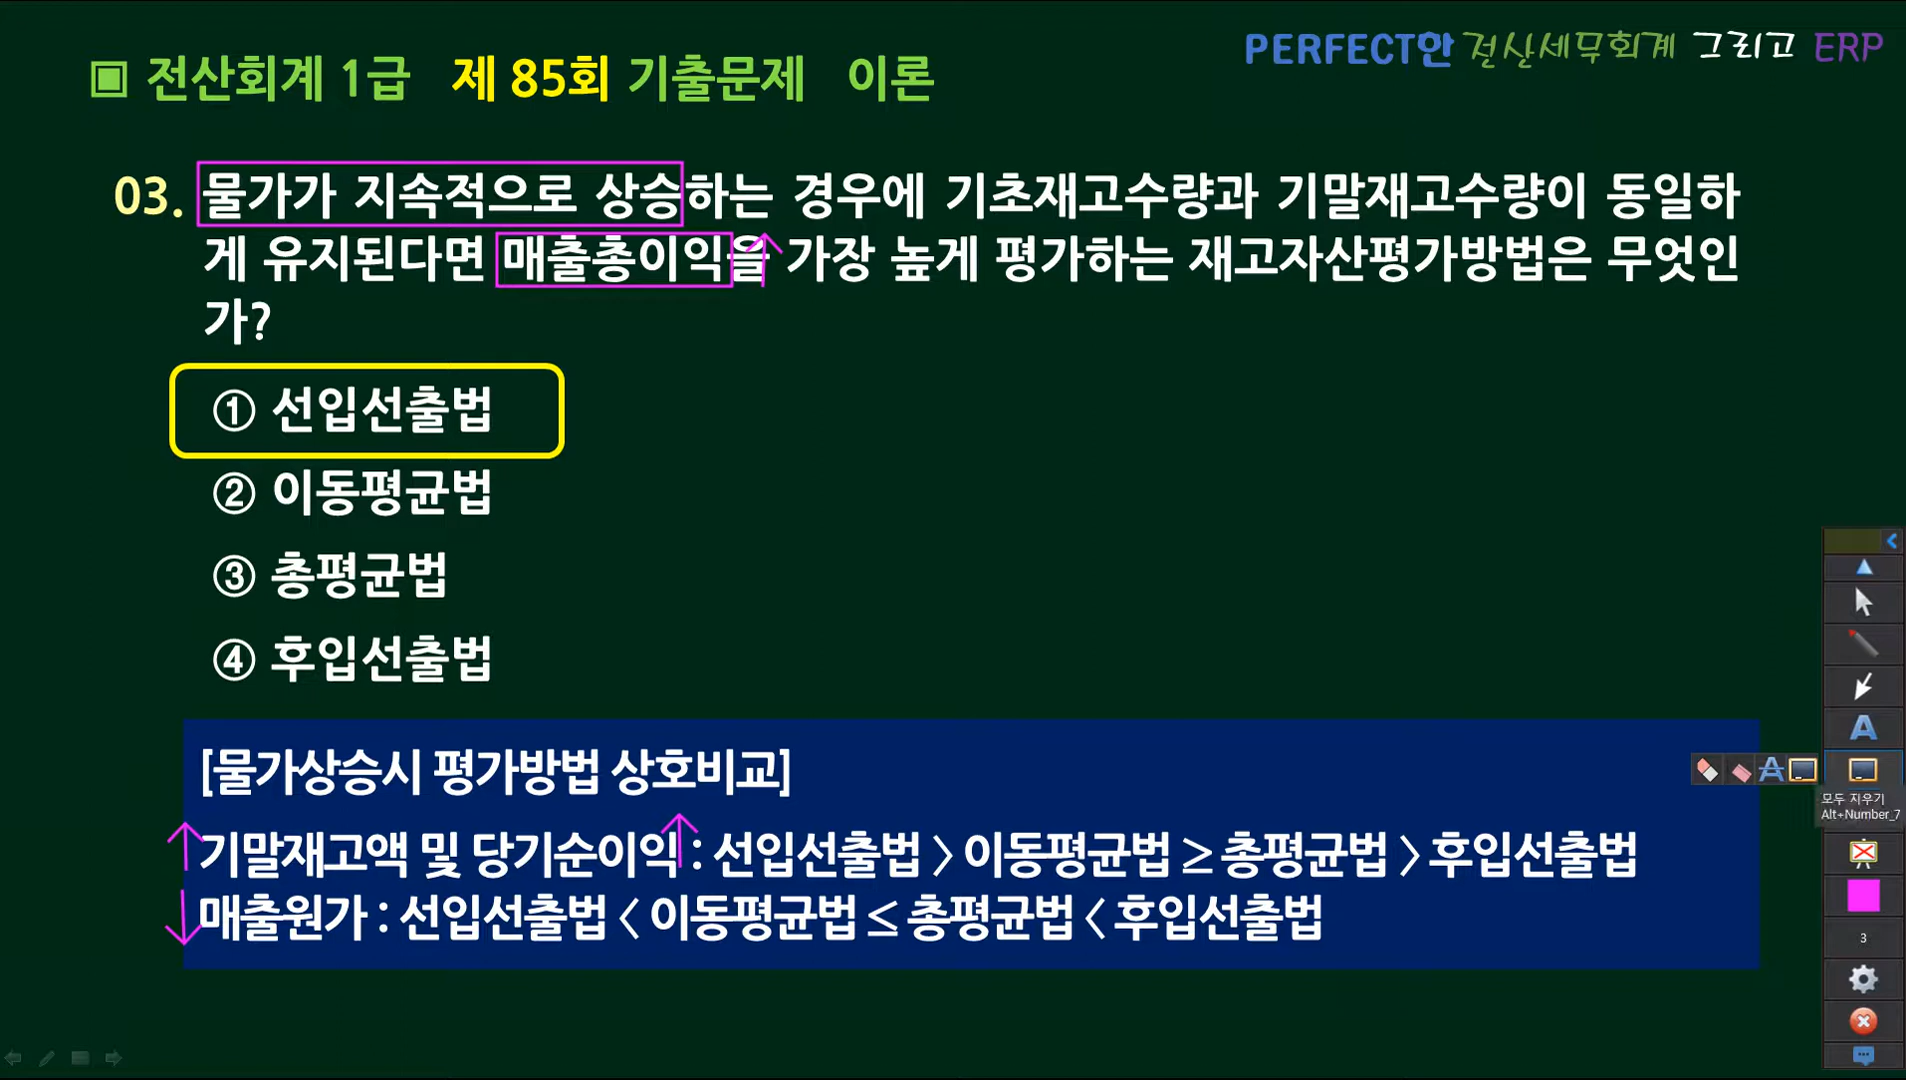 PERFECT한 전산세무회계 그리고 ERP
▣ 전산회계 1급 제 85회 기출문제 이론
03. 물가가 지속적으로 상승하는 경우에 기초재고수량과 기말재고수량이 동일하
게 유지된다면 매출총이익을 가장 높게 평가하는 재고자산평가방법은 무엇인
가?
① 선입선출법
② 이동평균법
③ 총평균법
④ 후입선출법
[물가상승시 평가방법 상호비교]
기말재고액 및 당기순이익 : 선입선출법 > 이동평균법 ≥ 총평균법 > 후입선출법
매출원가 : 선입선출법 < 이동평균법 ≤ 총평균법 < 후입선출법
A
A
모두 지우기
Alt+Number_7
3